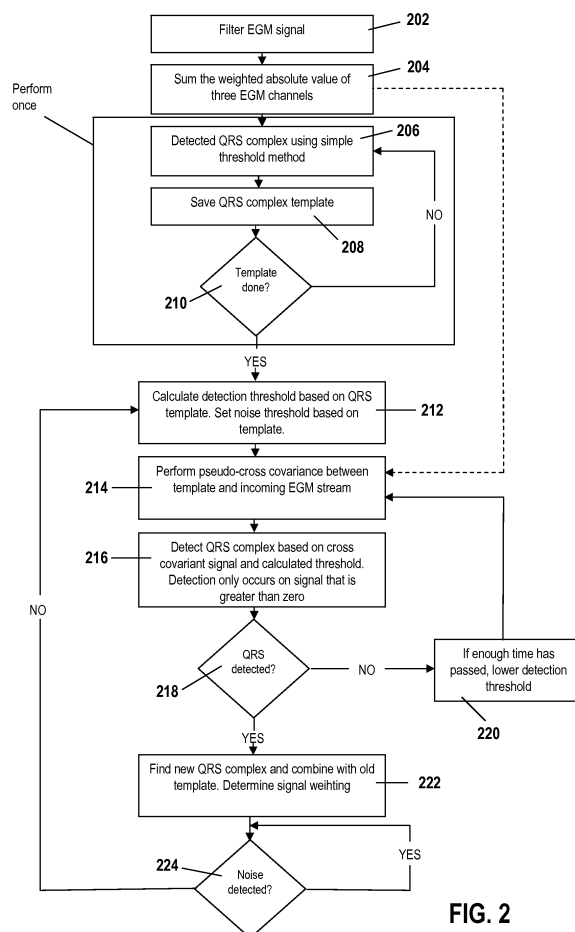 Filter EGM signal
202
Sum the weighted absolute value of
three EGM channels
204
Perform
once
Detected QRS complex using simple
threshold method
206
Save QRS complex template
208
NO
Template
done?
210
YES
Calculate detection threshold based on QRS
template. Set noise threshold based on
template.
212
Perform pseudo-cross covariance between
template and incoming EGM stream
214
Detect QRS complex based on cross
covariant signal and calculated threshold.
Detection only occurs on signal that is
greater than zero
216
NO
QRS
detected?
218
NO
If enough time has
passed, lower detection
threshold
220
YES
Find new QRS complex and combine with old
template. Determine signal weihting
222
YES
Noise
detected?
224
FIG. 2